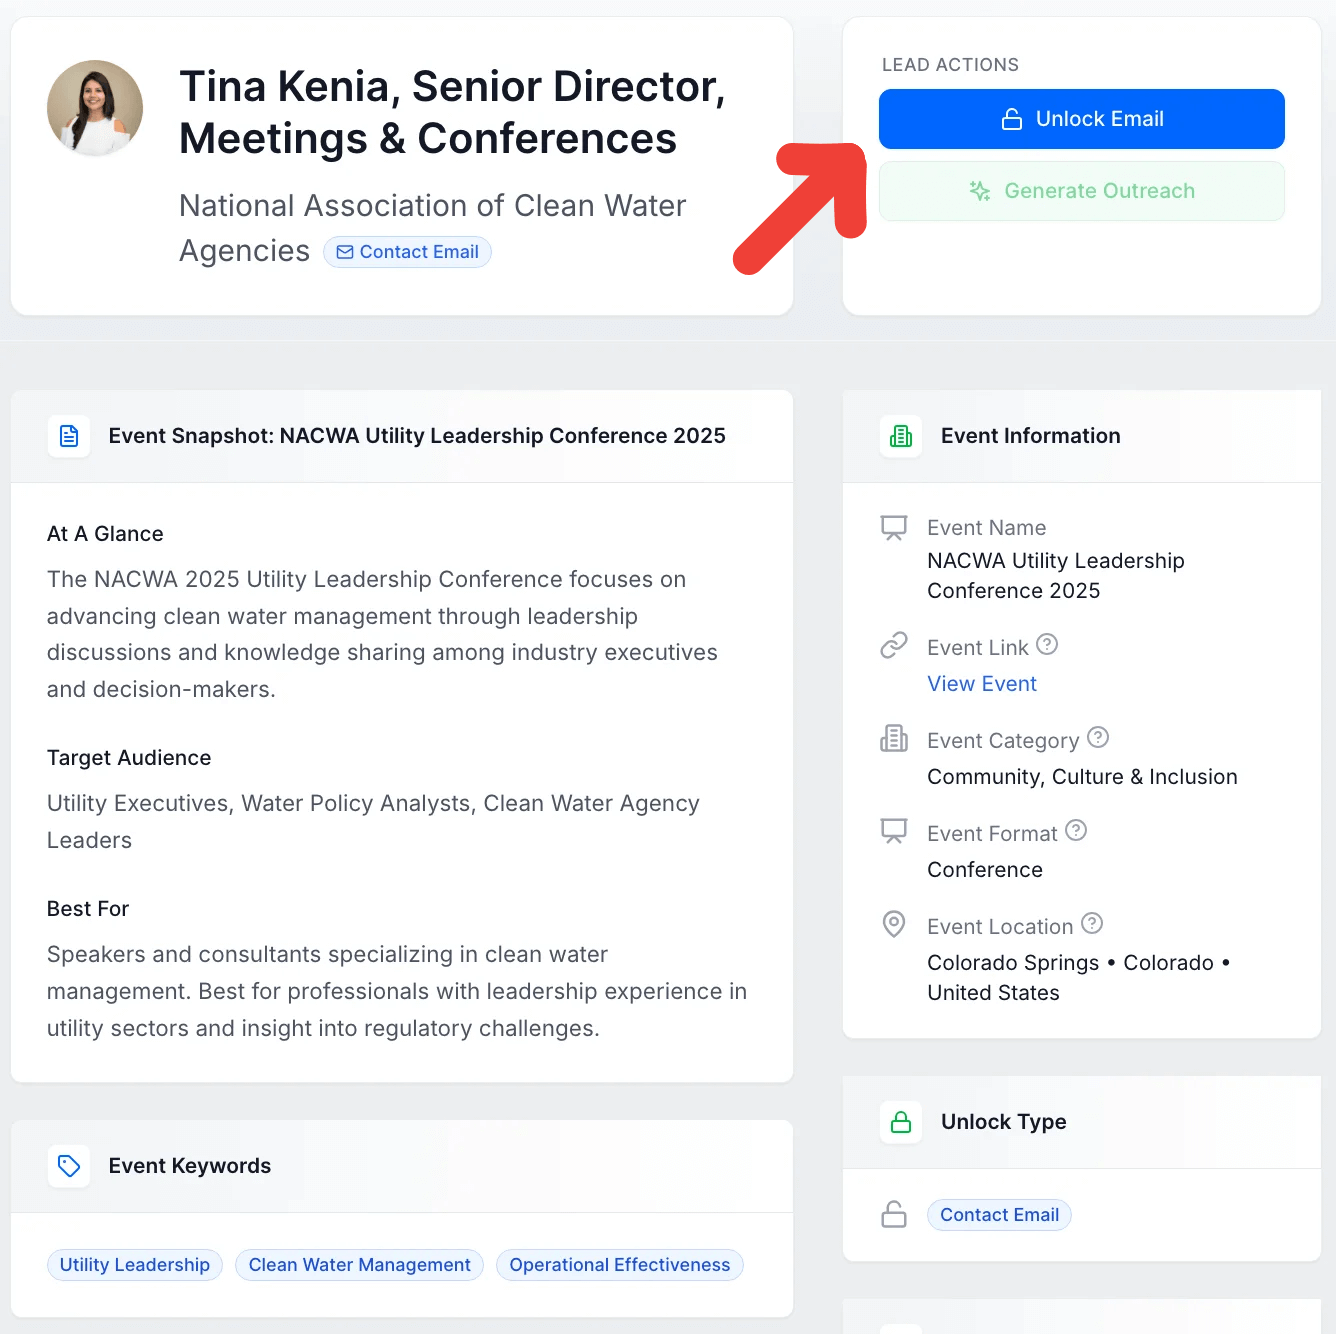 Tina Kenia, Senior Director,
Meetings & Conferences
National Association of Clean Water
Agencies Contact Email
LEAD ACTIONS
Unlock Email
Generate Outreach
Event Snapshot: NACWA Utility Leadership Conference 2025
At A Glance
The NACWA 2025 Utility Leadership Conference focuses on
advancing clean water management through leadership
discussions and knowledge sharing among industry executives
and decision-makers.
Target Audience
Utility Executives, Water Policy Analysts, Clean Water Agency
Leaders
Best For
Speakers and consultants specializing in clean water
management. Best for professionals with leadership experience in
utility sectors and insight into regulatory challenges.
Event Keywords
Utility Leadership Clean Water Management Operational Effectiveness
Event Information
Event Name
NACWA Utility Leadership
Conference 2025
Event Link
View Event
Event Category
Community, Culture & Inclusion
Event Format
Conference
Event Location
Colorado Springs • Colorado •
United States
Unlock Type
Contact Email